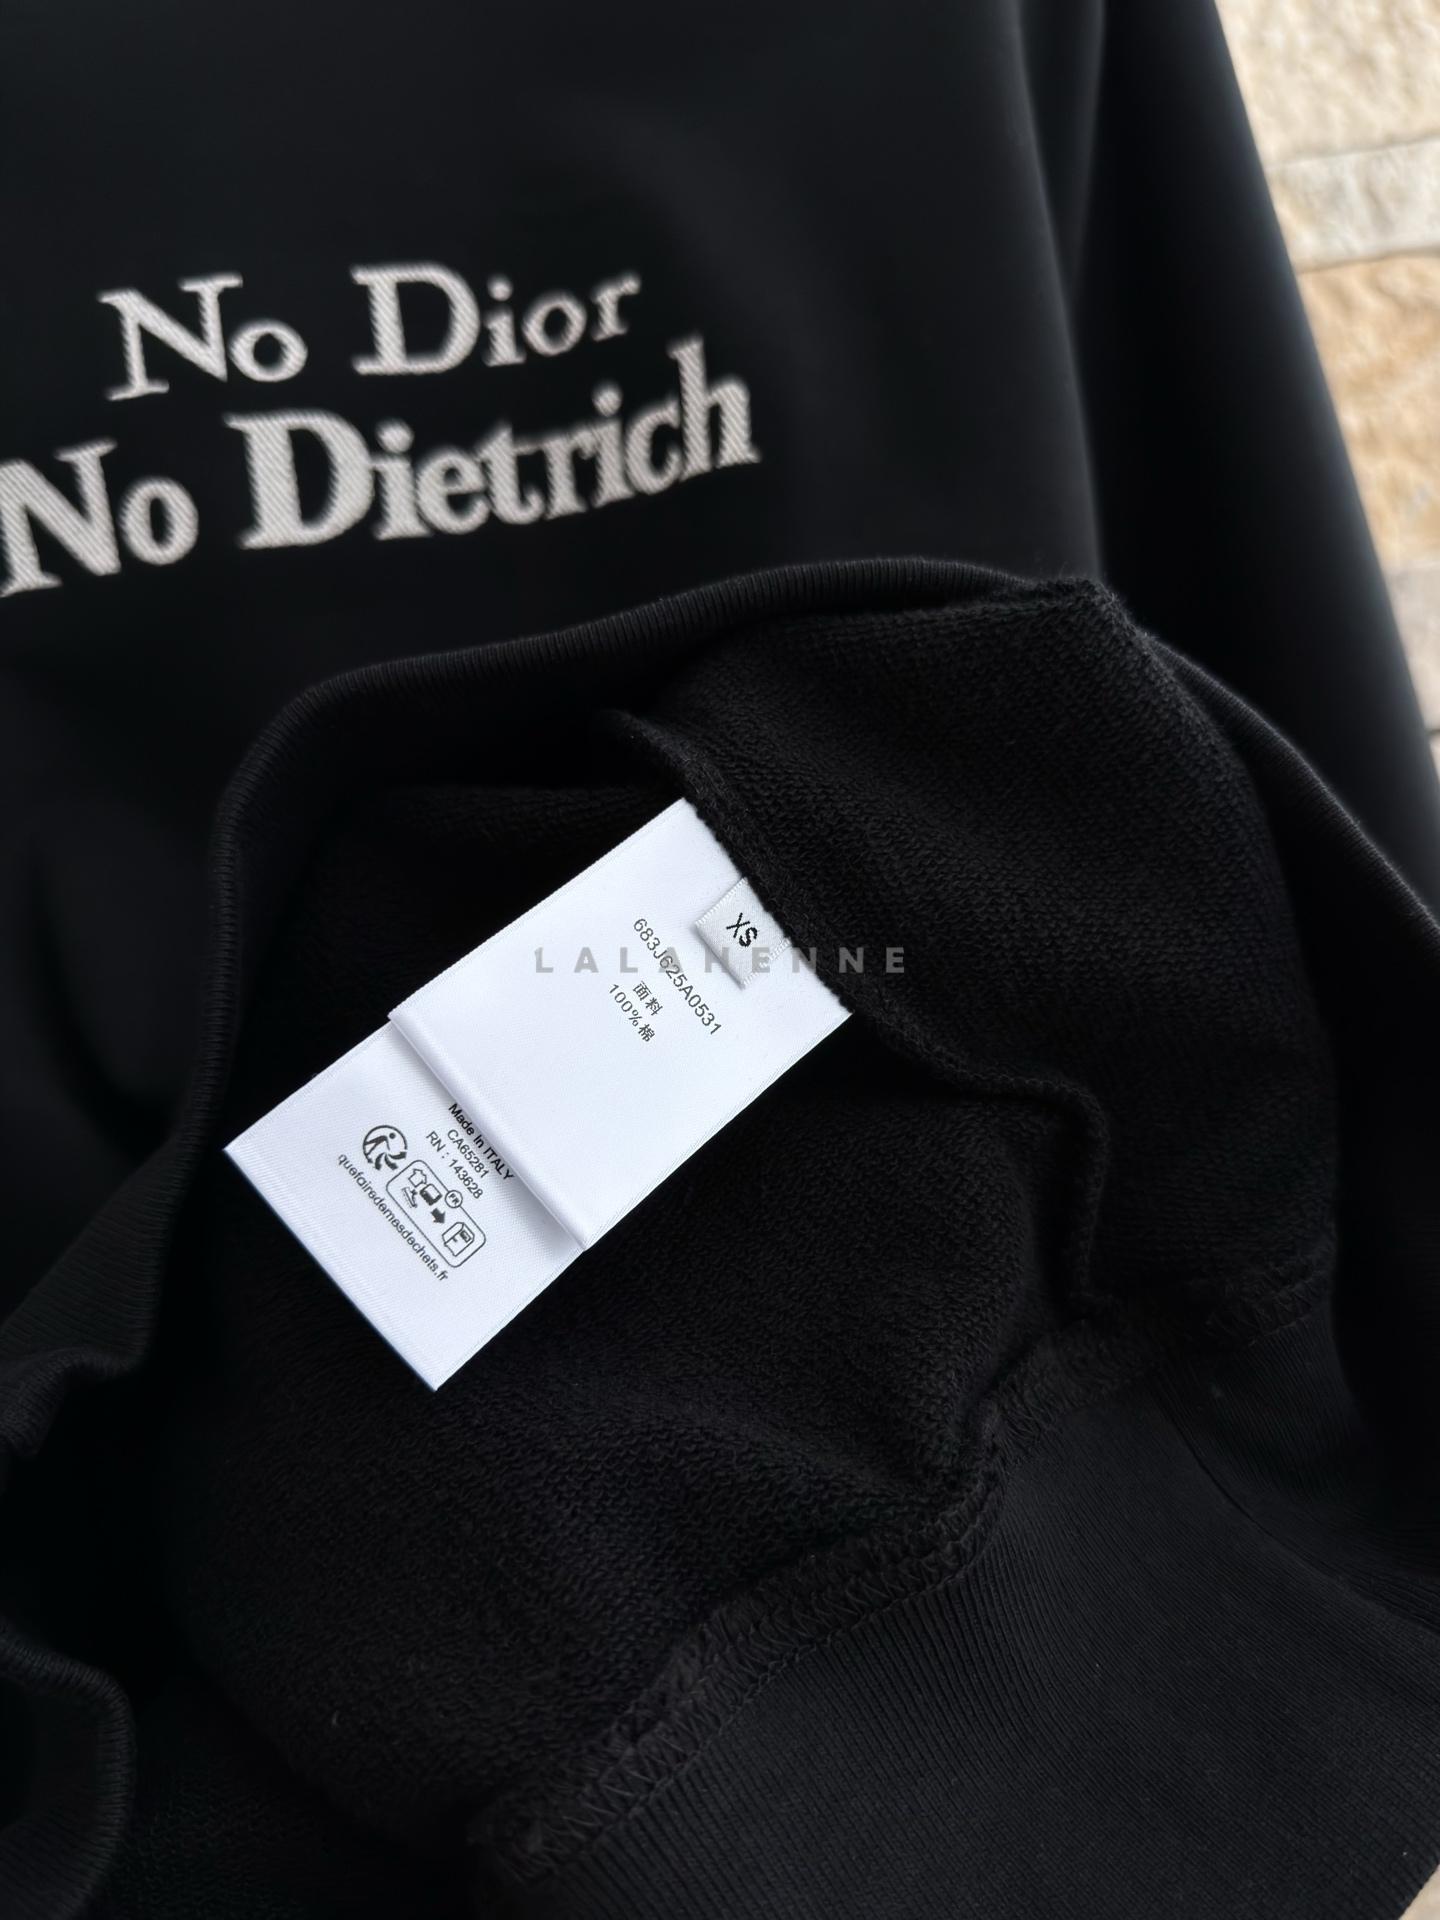 No Dior
No Dietrich
XS
683J625A0531
面料
100%棉
LALAHENNE
Made in ITALY
CA65281
RN : 143628
FR
quefairedemesdechets.fr